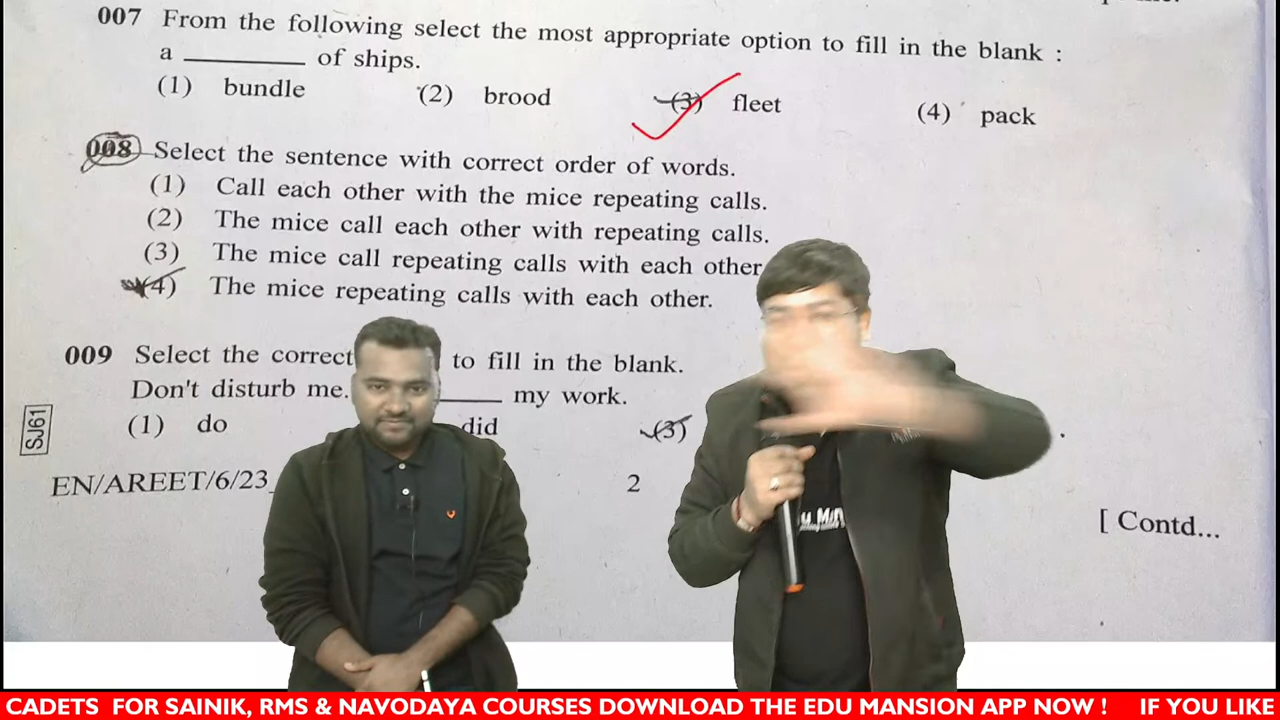 007 From the following select the most appropriate option to fill in the blank :
a ________ of ships.
(1) bundle (2) brood (3) fleet (4) pack
008 Select the sentence with correct order of words.
(1) Call each other with the mice repeating calls.
(2) The mice call each other with repeating calls.
(3) The mice call repeating calls with each other
(4) The mice repeating calls with each other.
009 Select the correct to fill in the blank.
Don't disturb me. ____ my work.
(1) do did (3)
SJ61
EN/AREET/6/23_ 2
[ Contd...
CADETS FOR SAINIK, RMS & NAVODAYA COURSES DOWNLOAD THE EDU MANSION APP NOW ! IF YOU LIKE